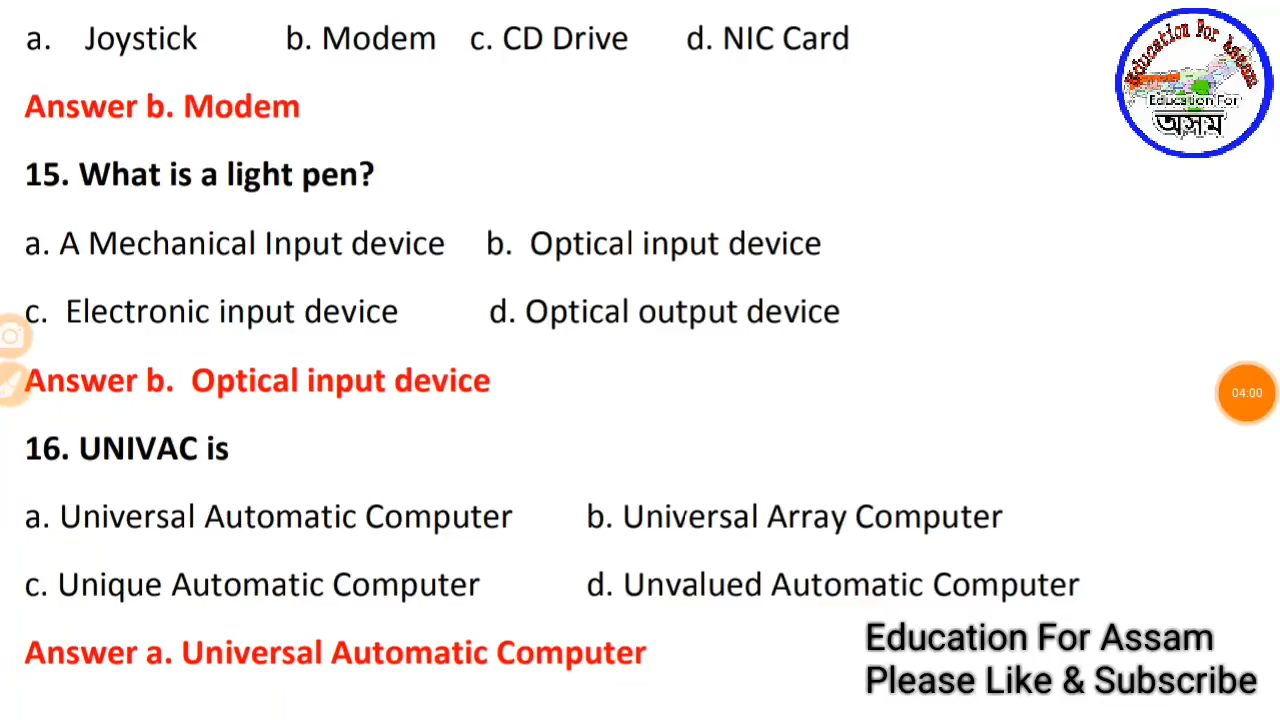 a. Joystick b. Modem c. CD Drive d. NIC Card
Education For Assam
Education For
অসম
Answer b. Modem
15. What is a light pen?
a. A Mechanical Input device b. Optical input device
c. Electronic input device d. Optical output device
Answer b. Optical input device
04:00
16. UNIVAC is
a. Universal Automatic Computer b. Universal Array Computer
c. Unique Automatic Computer d. Unvalued Automatic Computer
Answer a. Universal Automatic Computer
Education For Assam
Please Like & Subscribe